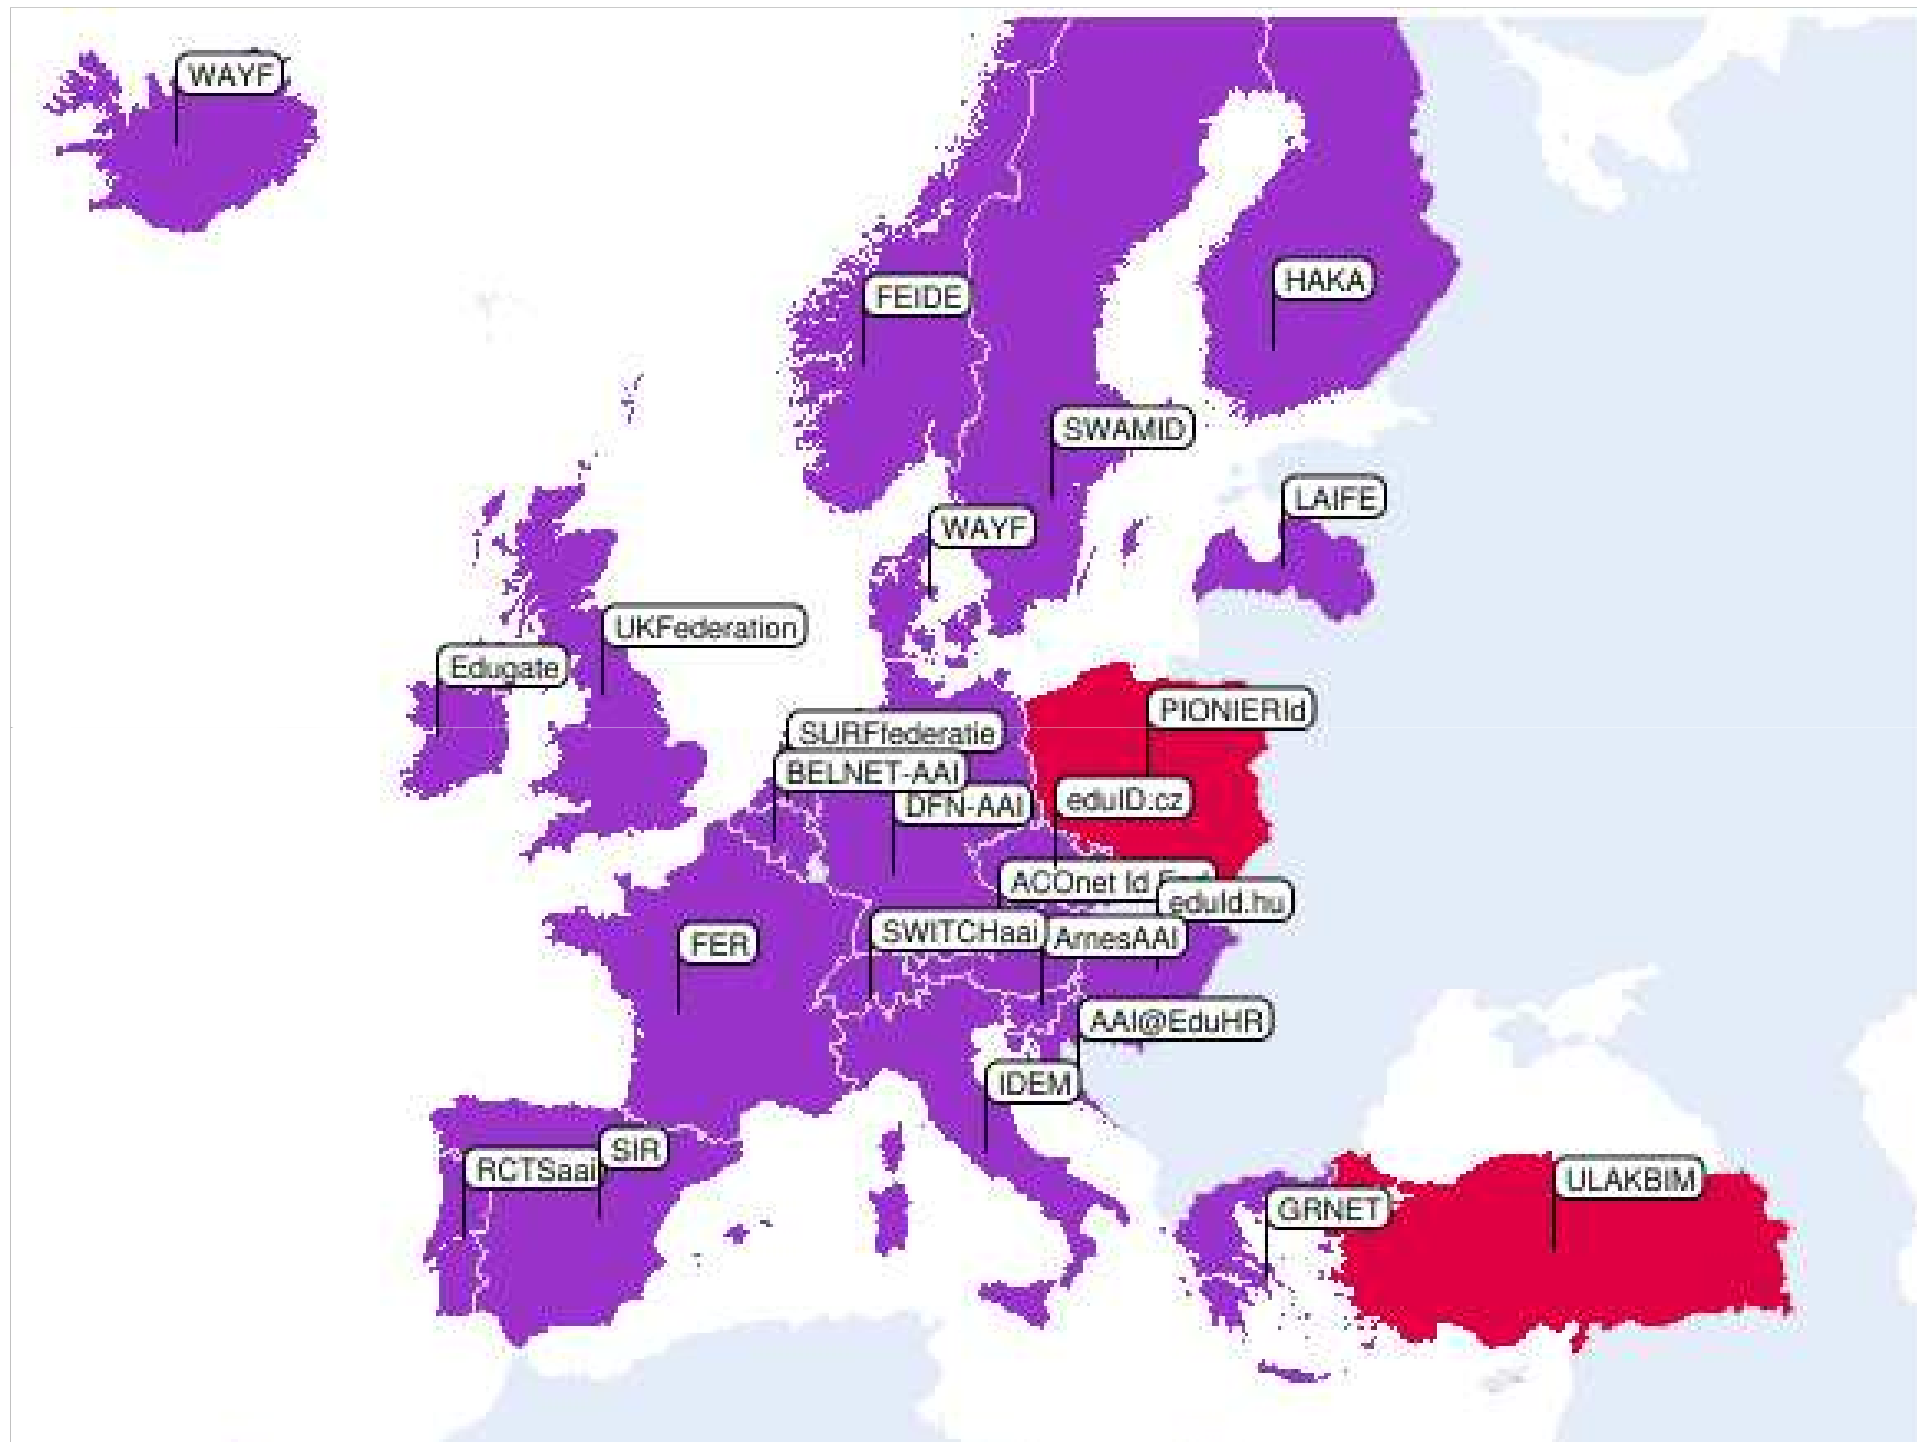 WAYF
HAKA
FEIDE
SWAMID
LAIFE
WAYF
UKFederation
Edugate
PIONIERId
SURFfederatie
BELNET-AAI
eduID.cz
DFN-AAI
ACOnet Id
eduId.hu
SWITCHaai
ArnesAAI
FER
AAI@EduHR
IDEM
SIR
RCTSaai
ULAKBIM
GRNET